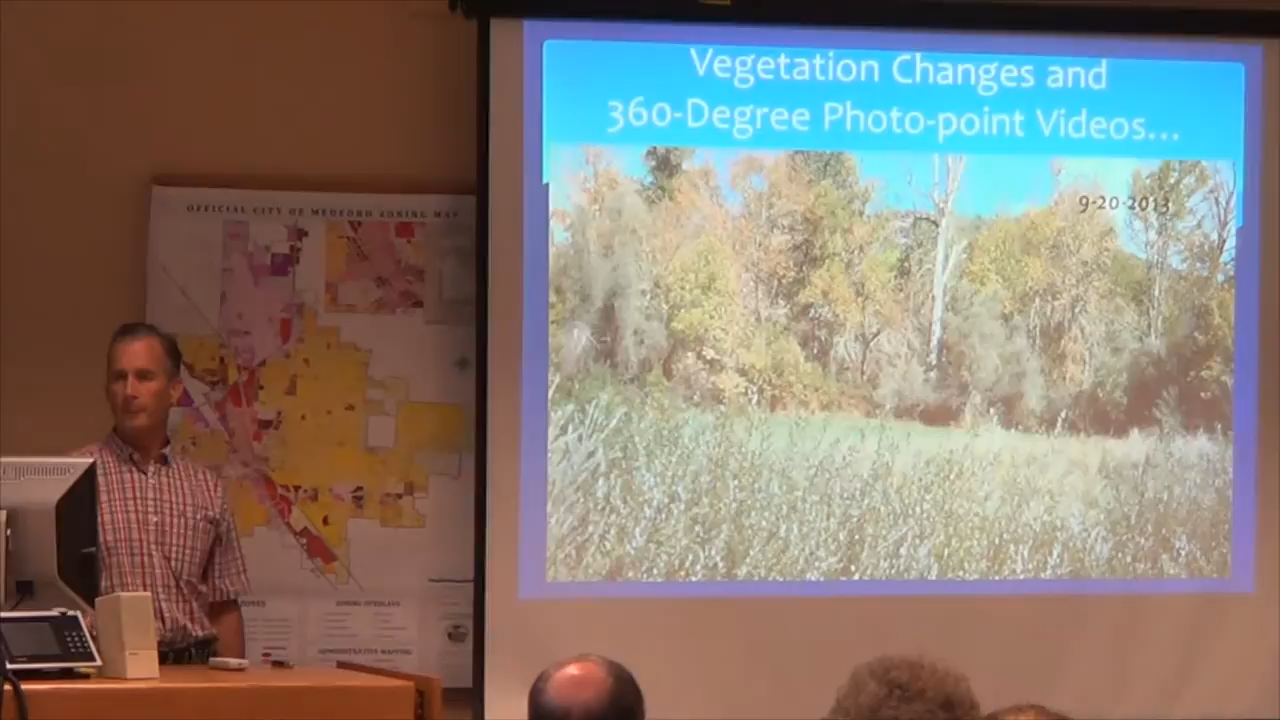 Vegetation Changes and
360-Degree Photo-point Videos...
9-20-2013
OFFICIAL CITY OF MEDFORD ZONING MAP
ZONING OVERLAYS
ADMINISTRATIVE MAPPING